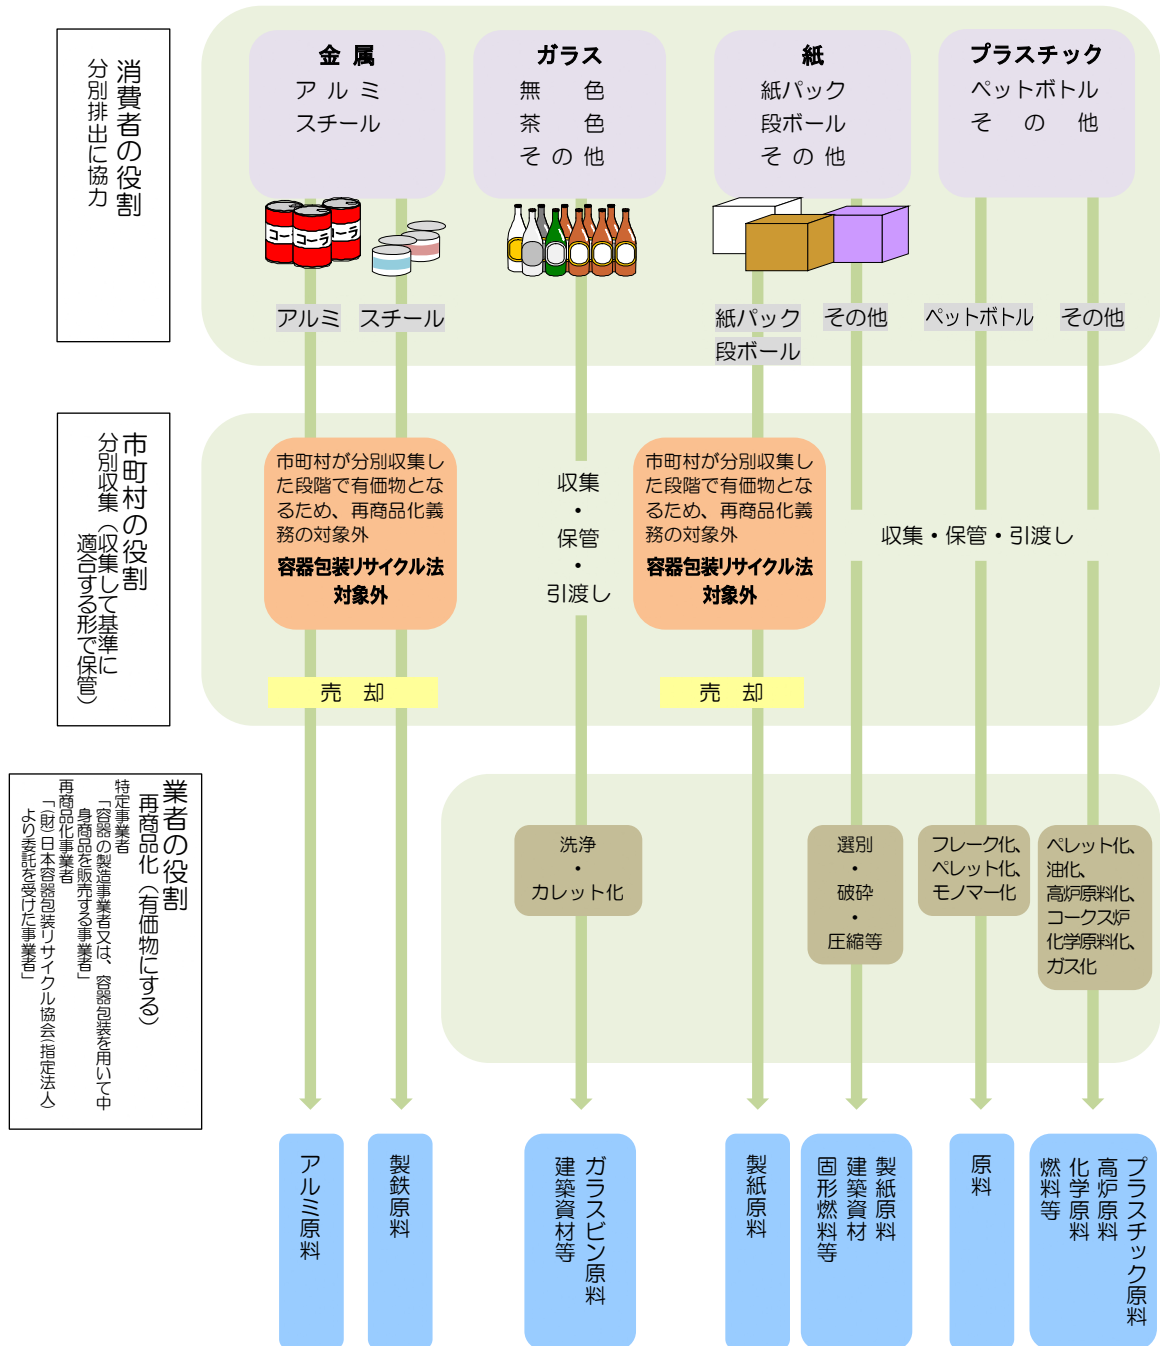 消費者の役割
分別排出に協力
金 属
アルミ
スチール
ガラス
無 色
茶 色
その他
紙
紙パック
段ボール
その他
プラスチック
ペットボトル
その他
コーラ
コーラ
コーラ
アルミ
スチール
紙パック
段ボール
その他
ペットボトル
その他
市町村の役割
分別収集（収集して基準に
適合する形で保管）
市町村が分別収集し
た段階で有価物とな
るため、再商品化義
務の対象外
容器包装リサイクル法
対象外
収集
・
保管
・
引渡し
市町村が分別収集し
た段階で有価物とな
るため、再商品化義
務の対象外
容器包装リサイクル法
対象外
収集・保管・引渡し
売 却
売 却
業者の役割
再商品化（有価物にする）
特定事業者
「容器の製造事業者又は、容器包装を用いて中
身商品を販売する事業者」
再商品化事業者
「(財)日本容器包装リサイクル協会(指定法人)
より委託を受けた事業者」
洗浄
・
カレット化
選別
・
破砕
・
圧縮等
フレーク化、
ペレット化、
モノマー化
ペレット化、
油化、
高炉原料化、
コークス炉
化学原料化、
ガス化
アルミ原料
製鉄原料
ガラスビン原料
建築資材等
製紙原料
製紙原料
建築資材
固形燃料等
原料
プラスチック原料
高炉原料
化学原料
燃料等